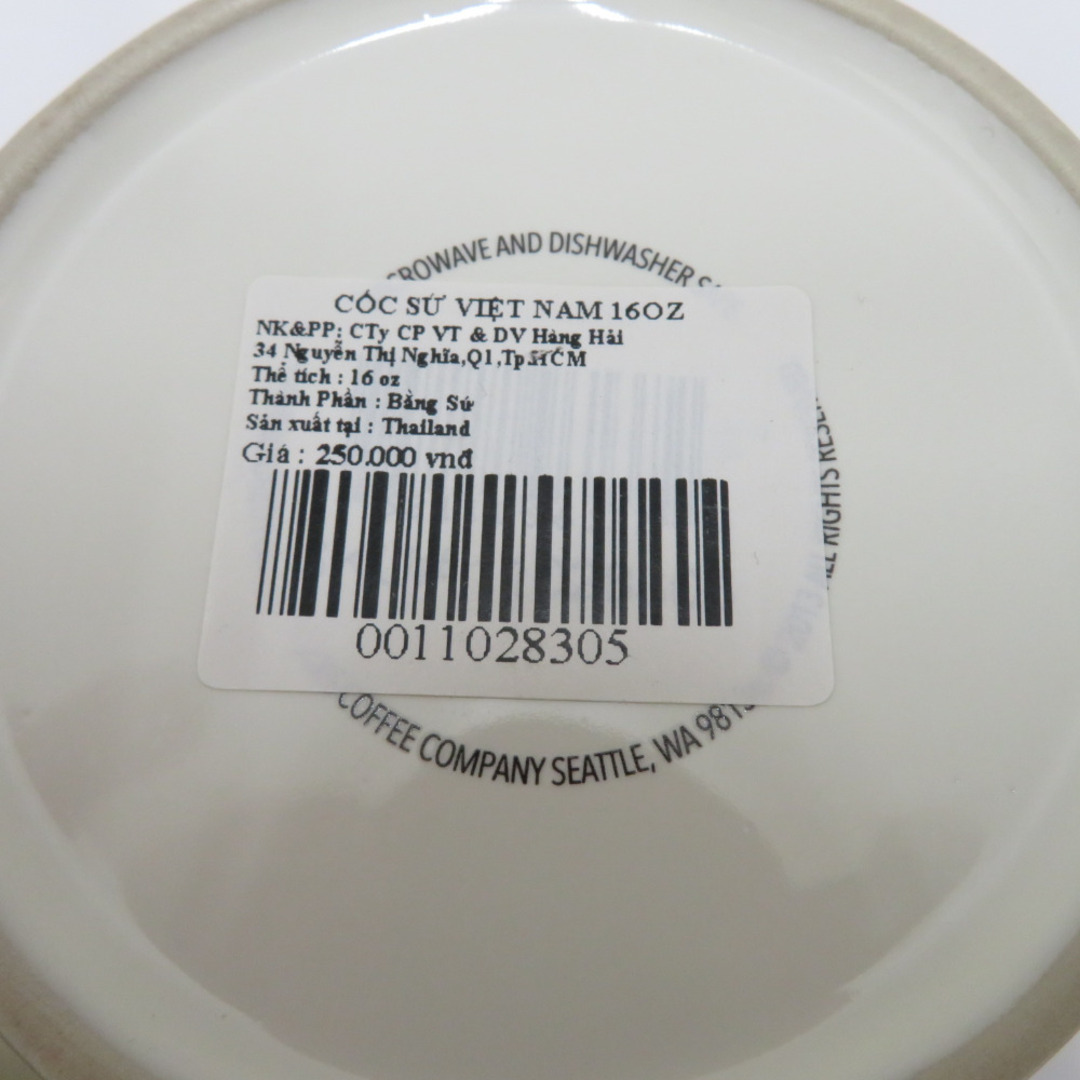 AND DISHWASHER
CỐC SỨ VIỆT NAM 16OZ
NK&PP: CTy CP VT & DV Hàng Hải
34 Nguyễn Thị Nghĩa,Q1,Tp.HCM
Thể tích : 16 oz
Thành Phần : Bằng Sứ
Sản xuất tại : Thailand
Giá : 250.000 vnđ
0011028305
ALL RIGHTS
COFFEE COMPANY SEATTLE, WA